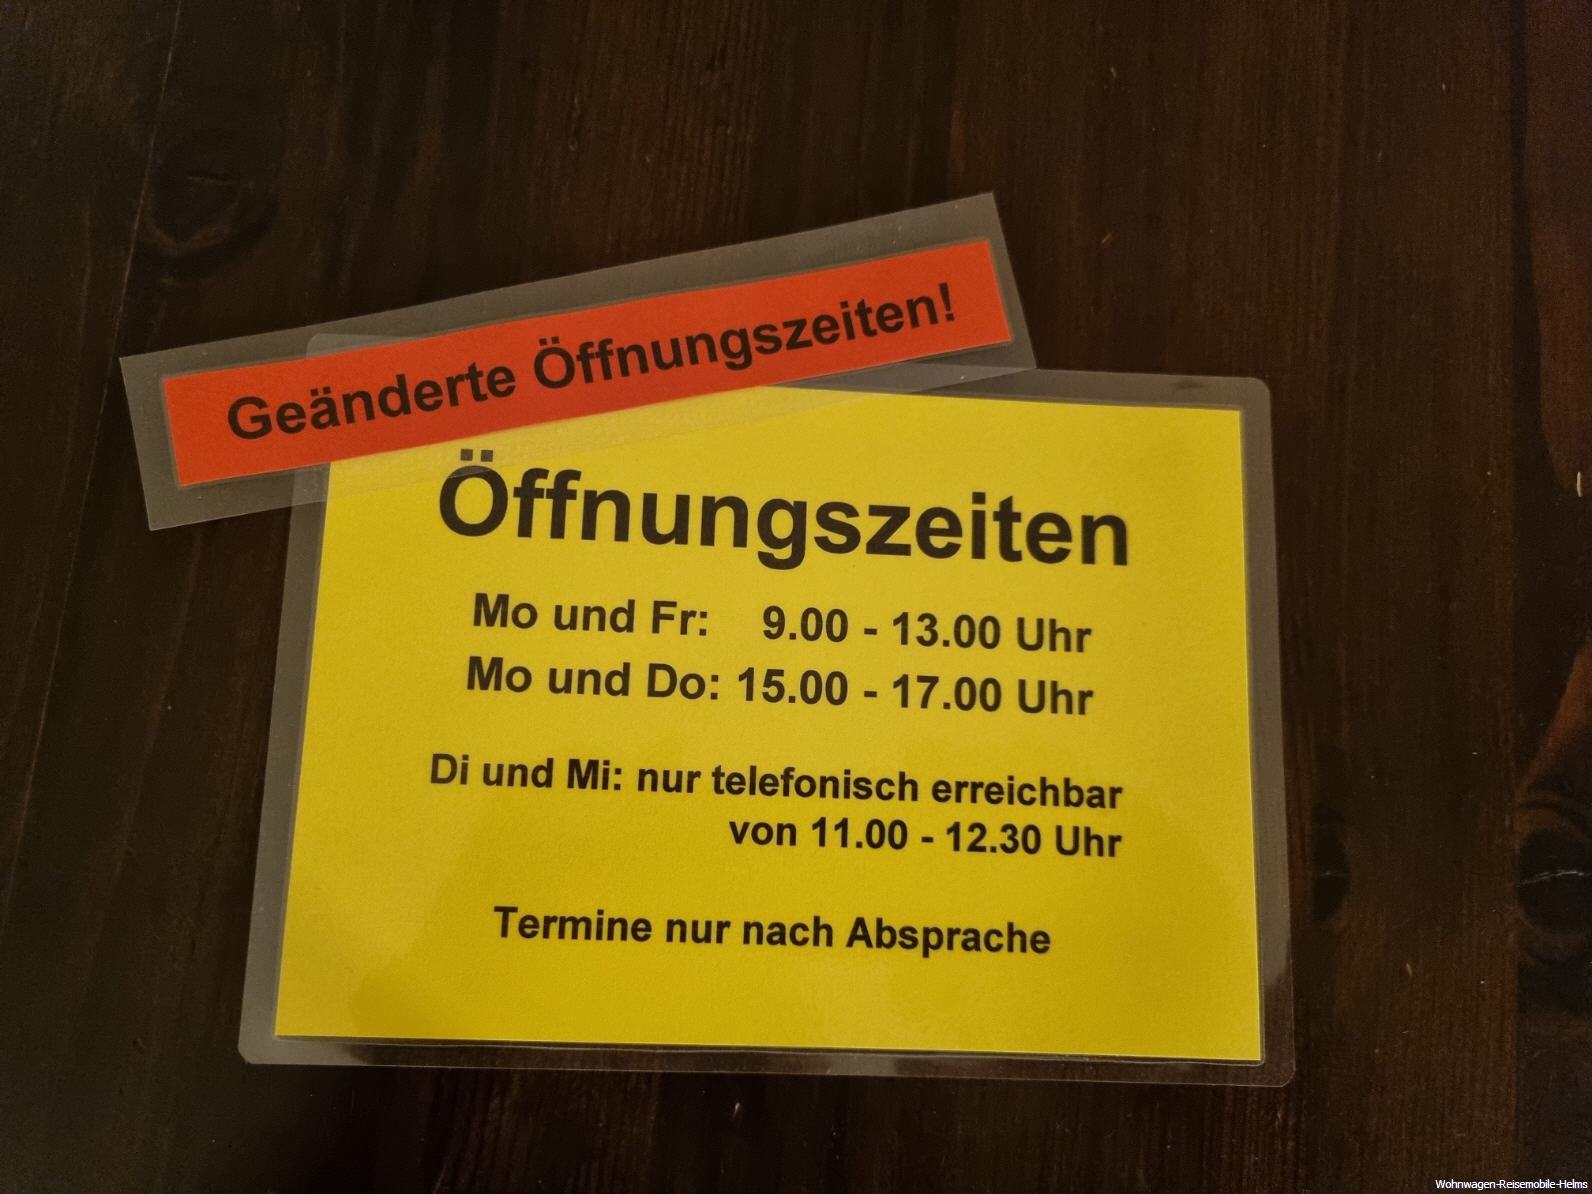 Geänderte Öffnungszeiten!
Öffnungszeiten
Mo und Fr: 9.00 - 13.00 Uhr
Mo und Do: 15.00 - 17.00 Uhr
Di und Mi: nur telefonisch erreichbar
von 11.00 - 12.30 Uhr
Termine nur nach Absprache
Wohnwagen-Reisemobile-Helms